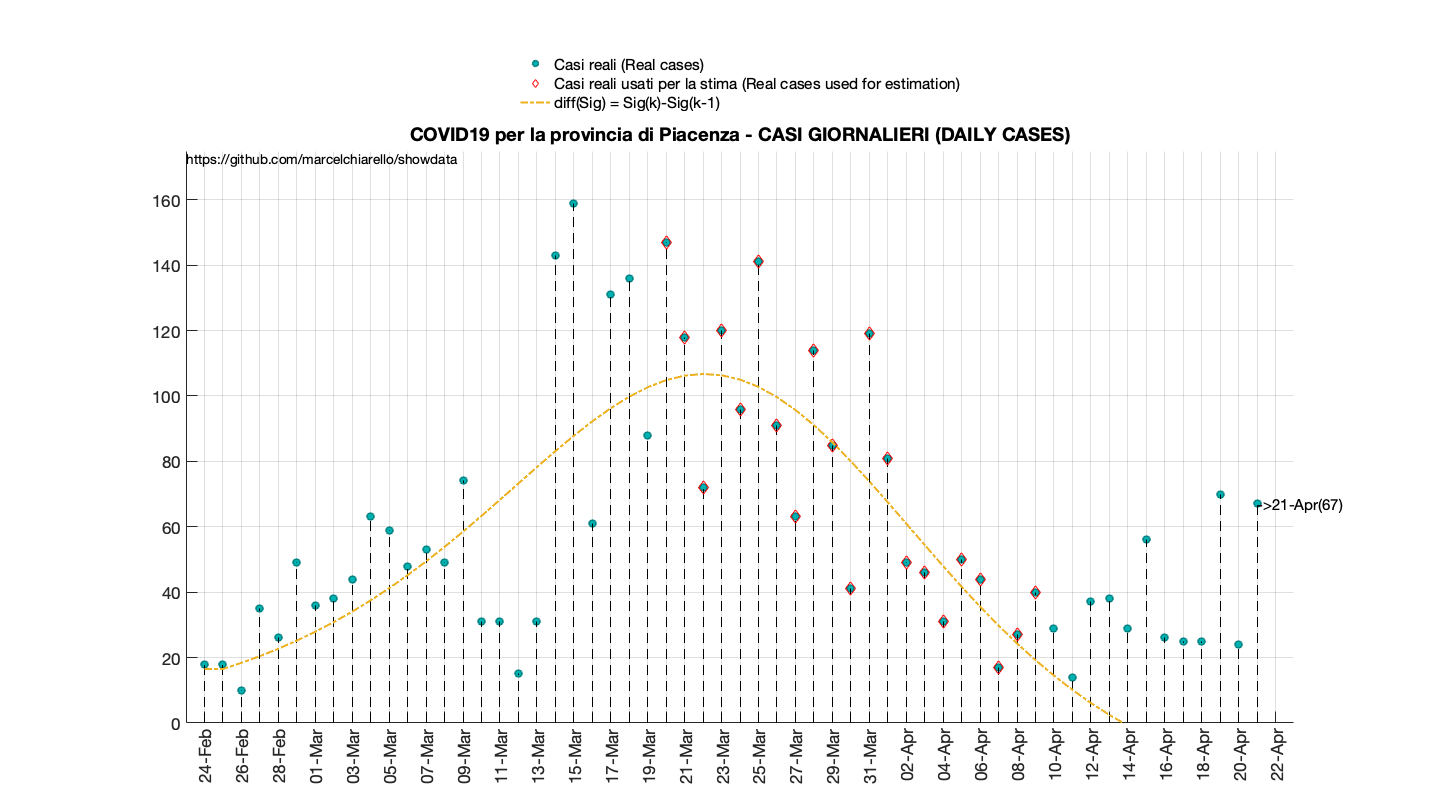 Casi reali (Real cases)
Casi reali usati per la stima (Real cases used for estimation)
diff(Sig) = Sig(k)-Sig(k-1)
COVID19 per la provincia di Piacenza - CASI GIORNALIERI (DAILY CASES)
https://github.com/marcelchiarello/showdata
160
140
120
100
80
60
40
20
0
>21-Apr(67)
24-Feb
26-Feb
28-Feb
01-Mar
03-Mar
05-Mar
07-Mar
09-Mar
11-Mar
13-Mar
15-Mar
17-Mar
19-Mar
21-Mar
23-Mar
25-Mar
27-Mar
29-Mar
31-Mar
02-Apr
04-Apr
06-Apr
08-Apr
10-Apr
12-Apr
14-Apr
16-Apr
18-Apr
20-Apr
22-Apr